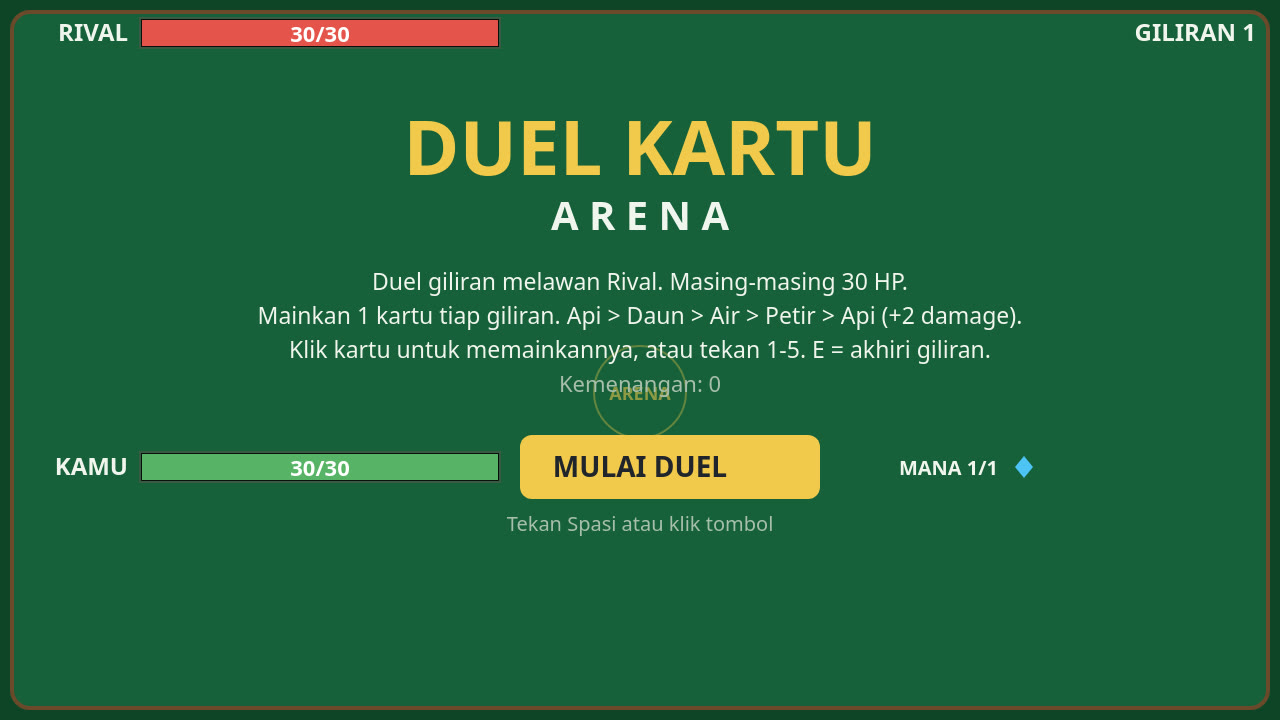 RIVAL 30/30 GILIRAN 1
DUEL KARTU
ARENA
Duel giliran melawan Rival. Masing-masing 30 HP.
Mainkan 1 kartu tiap giliran. Api > Daun > Air > Petir > Api (+2 damage).
Klik kartu untuk memainkannya, atau tekan 1-5. E = akhiri giliran.
Kemenangan: 0
ARENA
KAMU 30/30 MULAI DUEL MANA 1/1
Tekan Spasi atau klik tombol